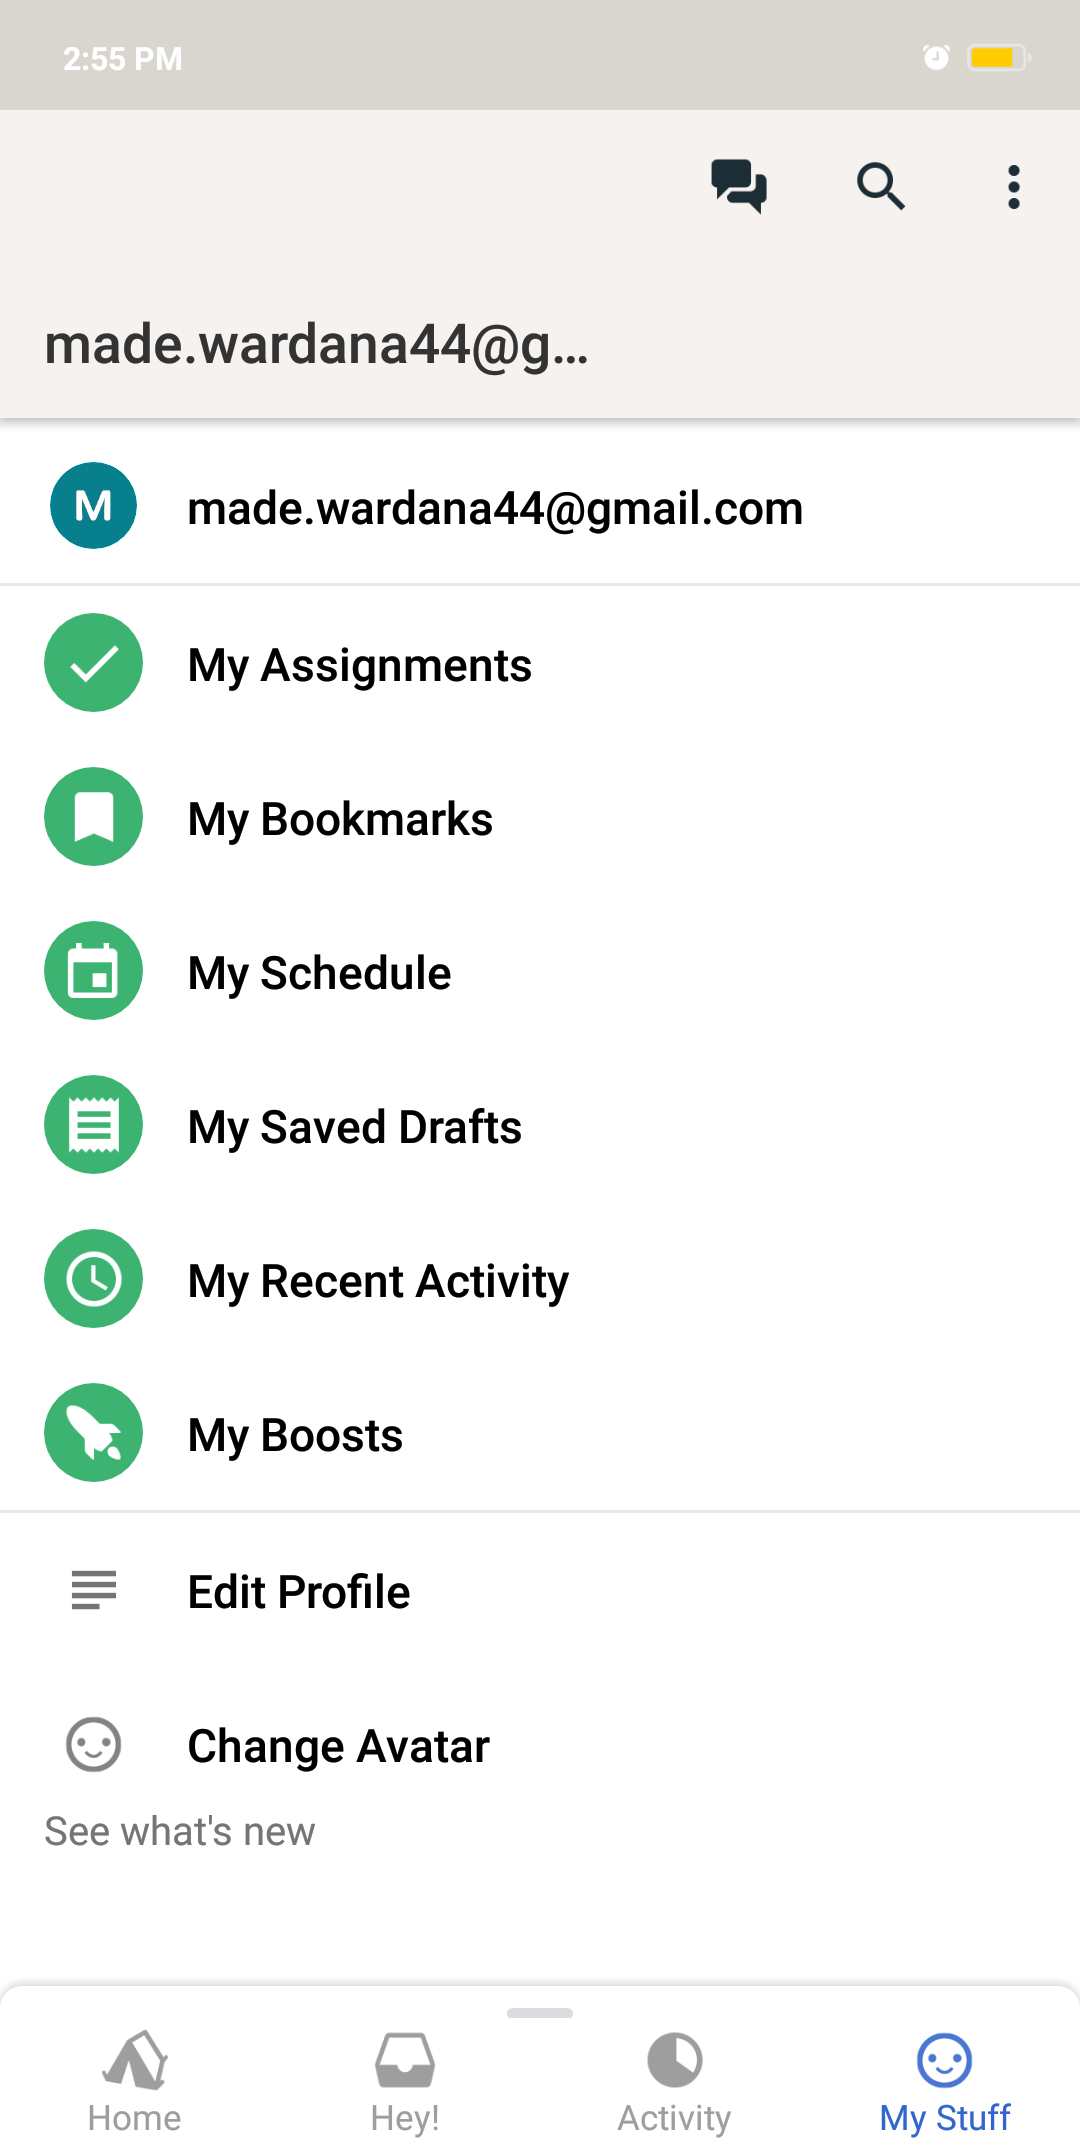 2:55 PM
made.wardana44@g...
M
made.wardana44@gmail.com
My Assignments
My Bookmarks
My Schedule
My Saved Drafts
My Recent Activity
My Boosts
Edit Profile
Change Avatar
See what's new
Home
Hey!
Activity
My Stuff